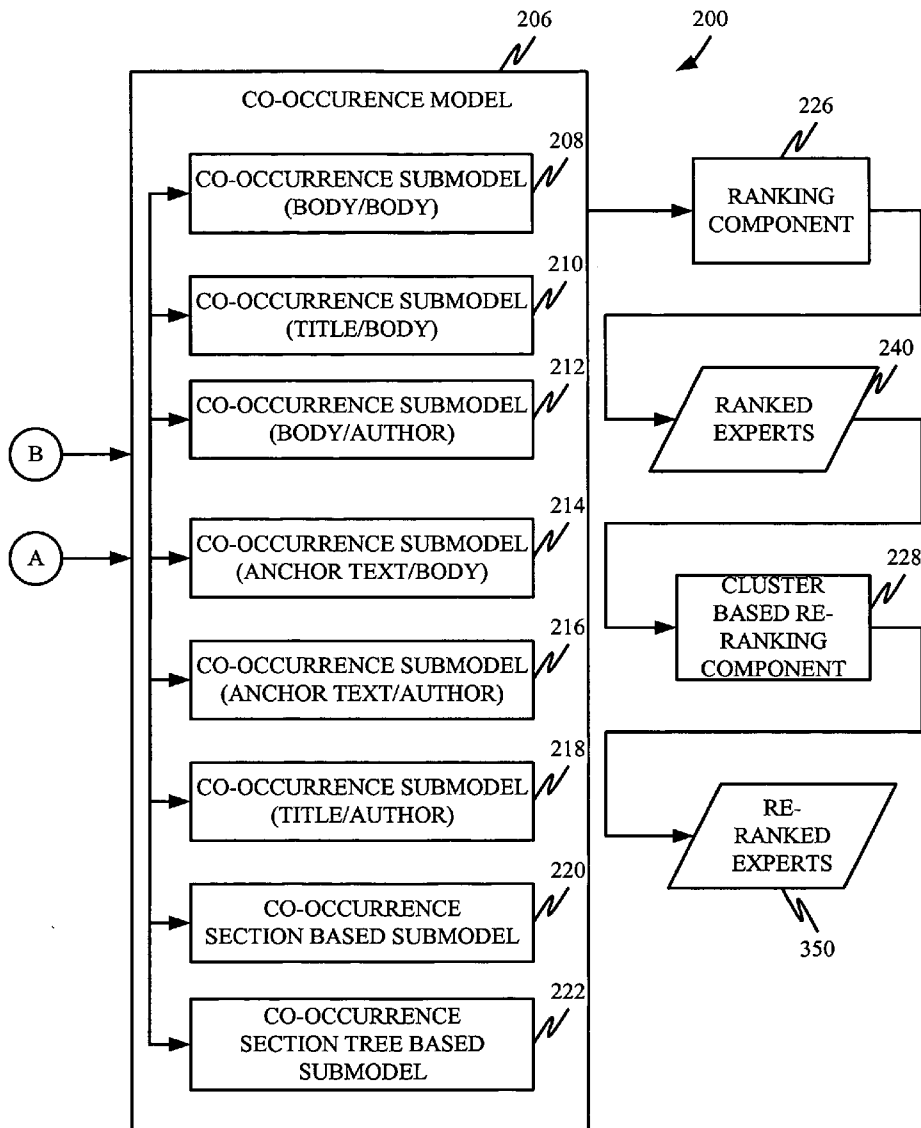 206
200
CO-OCCURENCE MODEL
208
CO-OCCURRENCE SUBMODEL
(BODY/BODY)
210
CO-OCCURRENCE SUBMODEL
(TITLE/BODY)
212
CO-OCCURRENCE SUBMODEL
(BODY/AUTHOR)
B
A
214
CO-OCCURRENCE SUBMODEL
(ANCHOR TEXT/BODY)
216
CO-OCCURRENCE SUBMODEL
(ANCHOR TEXT/AUTHOR)
218
CO-OCCURRENCE SUBMODEL
(TITLE/AUTHOR)
220
CO-OCCURRENCE
SECTION BASED SUBMODEL
222
CO-OCCURRENCE
SECTION TREE BASED
SUBMODEL
226
RANKING
COMPONENT
240
RANKED
EXPERTS
228
CLUSTER
BASED RE-
RANKING
COMPONENT
RE-
RANKED
EXPERTS
350